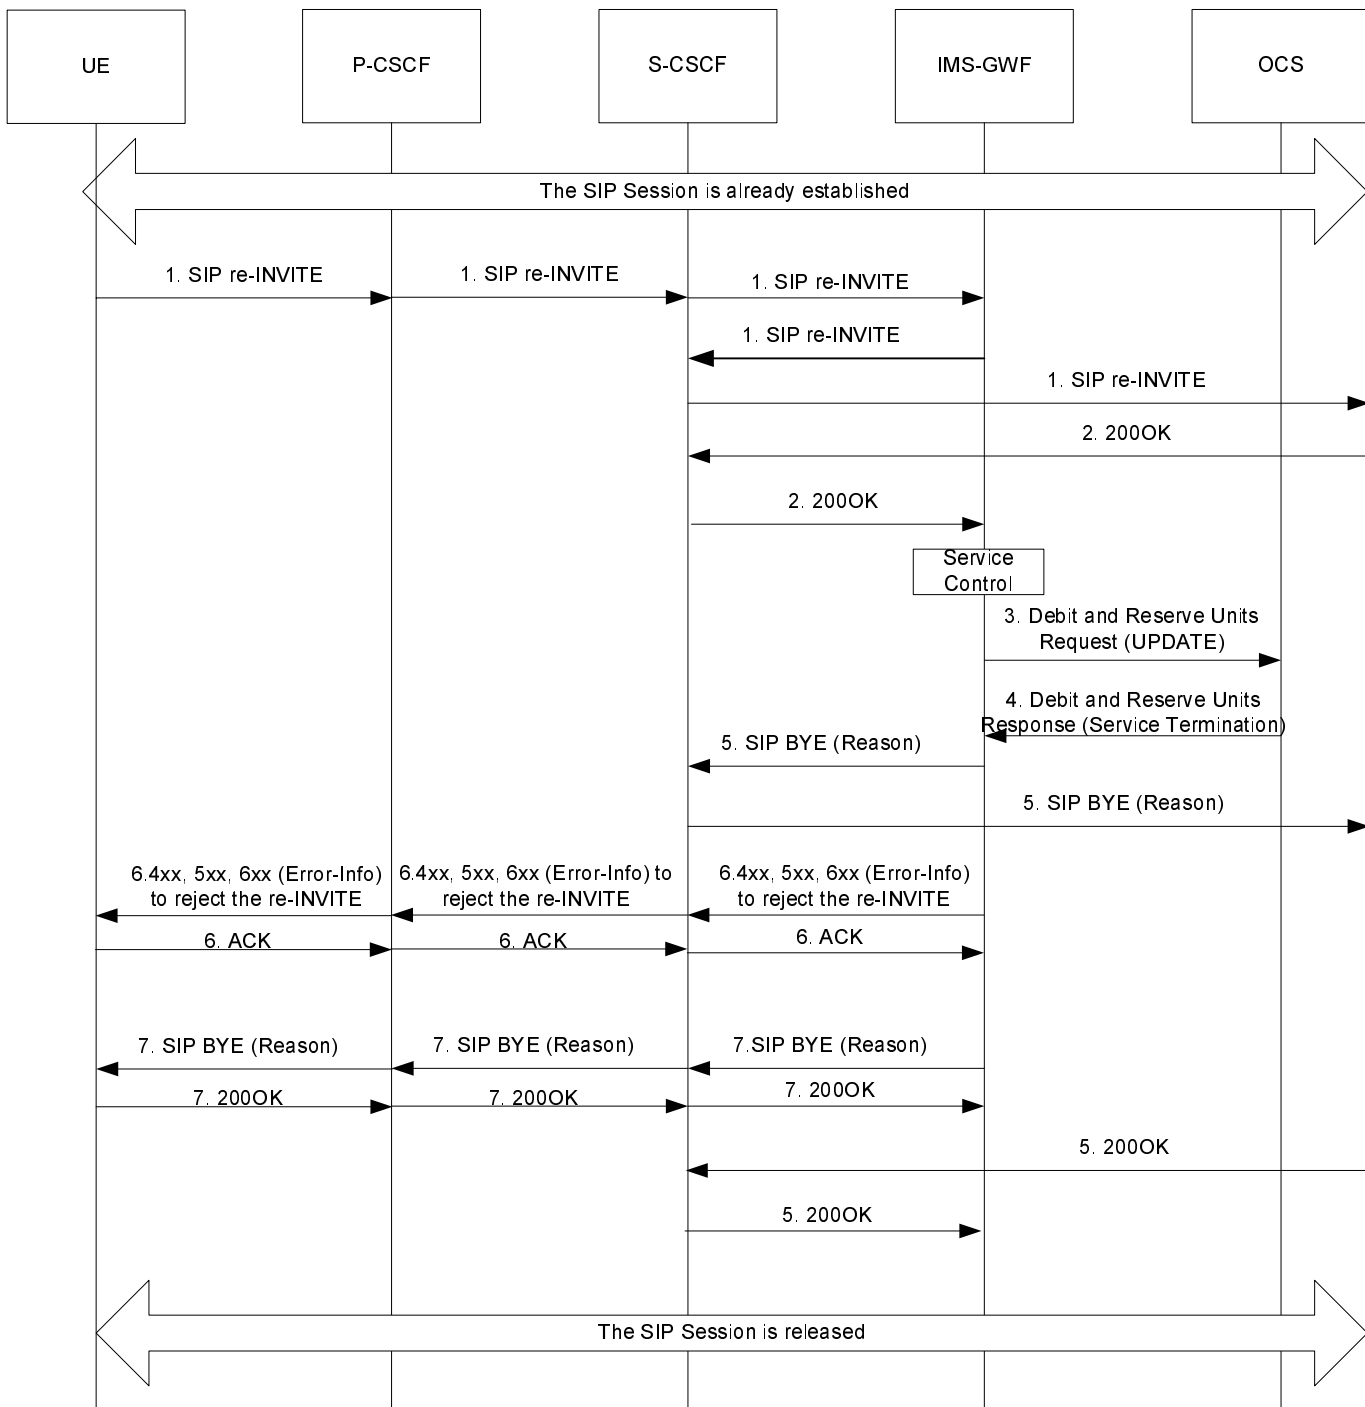 UE
P-CSCF
S-CSCF
IMS-GWF
OCS
The SIP Session is already established
1. SIP re-INVITE
1. SIP re-INVITE
1. SIP re-INVITE
1. SIP re-INVITE
1. SIP re-INVITE
2. 200OK
2. 200OK
Service
Control
3. Debit and Reserve Units
Request (UPDATE)
4. Debit and Reserve Units
Response (Service Termination)
5. SIP BYE (Reason)
5. SIP BYE (Reason)
6.4xx, 5xx, 6xx (Error-Info)
to reject the re-INVITE
6.4xx, 5xx, 6xx (Error-Info) to
reject the re-INVITE
6.4xx, 5xx, 6xx (Error-Info)
to reject the re-INVITE
6. ACK
6. ACK
6. ACK
7. SIP BYE (Reason)
7. SIP BYE (Reason)
7.SIP BYE (Reason)
7. 200OK
7. 200OK
7. 200OK
5. 200OK
5. 200OK
The SIP Session is released